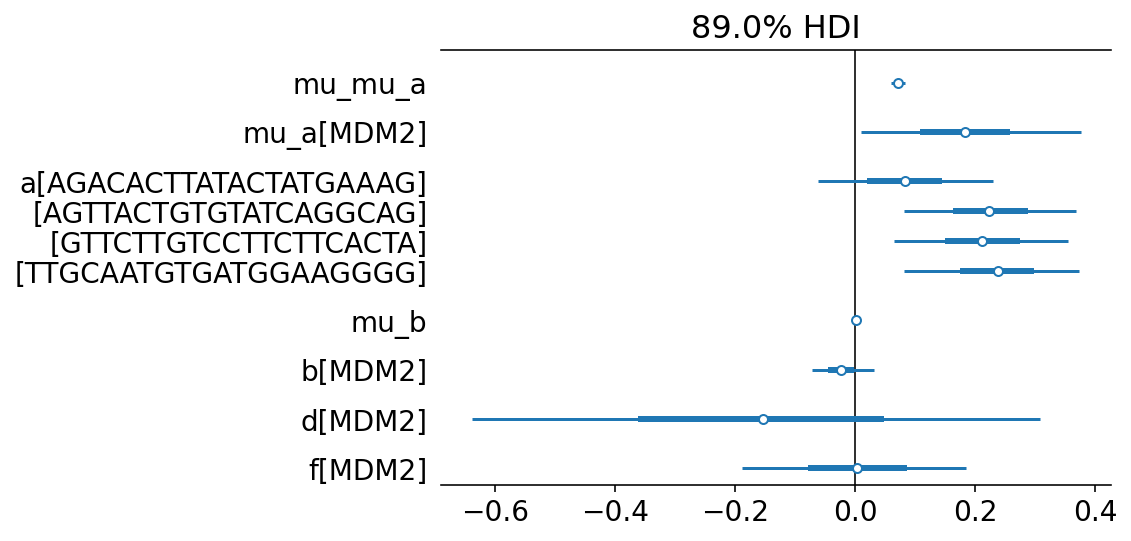 89.0% HDI
mu_mu_a
mu_a[MDM2]
a[AGACACTTATACTATGAAAG]
[AGTTACTGTGTATCAGGCAG]
[GTTCTTGTCCTTCTTCACTA]
[TTGCAATGTGATGGAAGGGG]
mu_b
b[MDM2]
d[MDM2]
f[MDM2]
−0.6 −0.4 −0.2 0.0 0.2 0.4